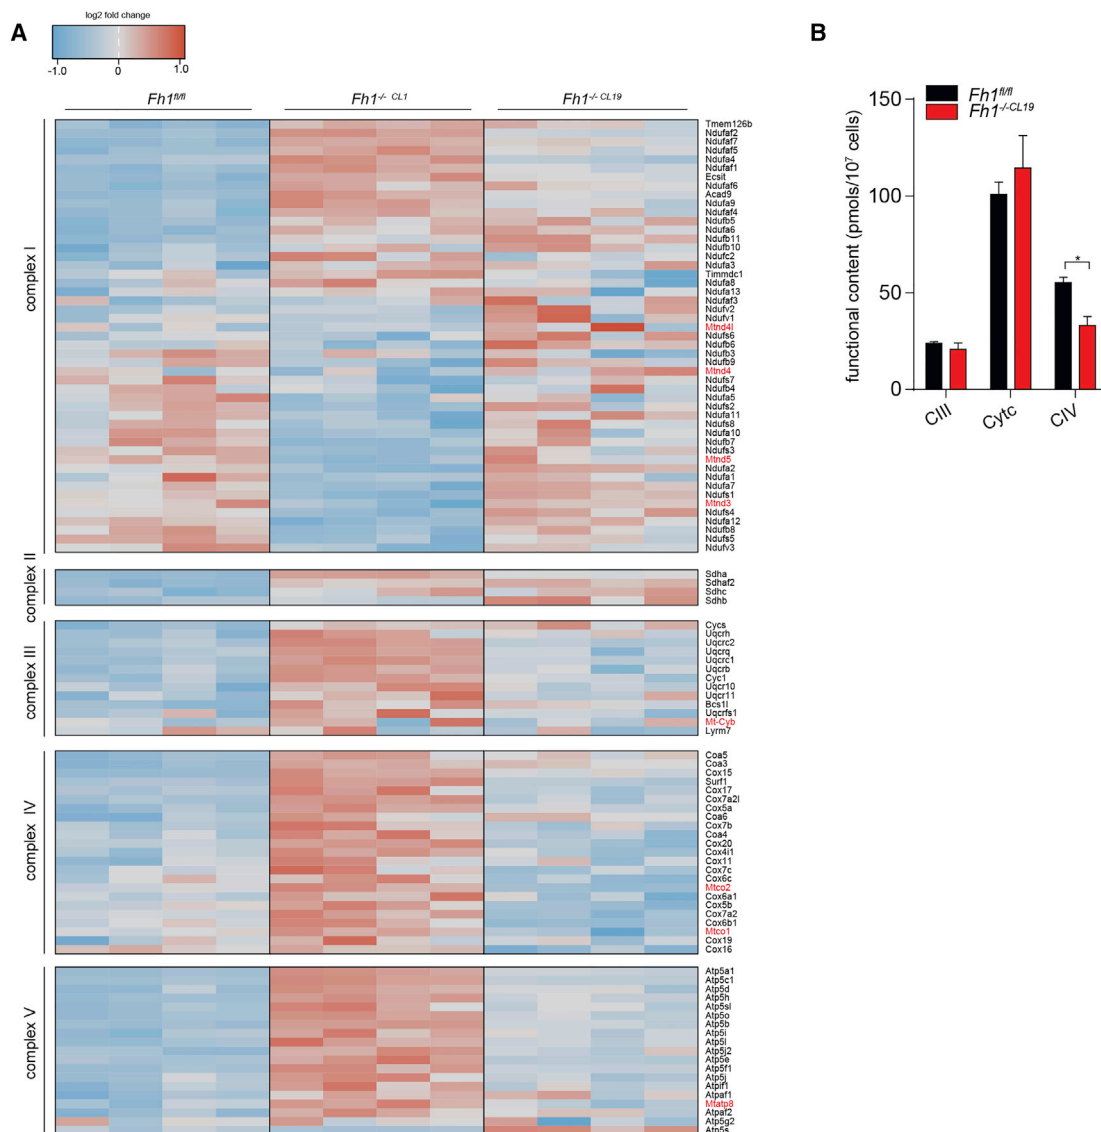 A
log2 fold change
-1.0 0 1.0
Fh1fl/fl Fh1-/- CL1 Fh1-/- CL19
complex I
Tmem126b
Ndufaf2
Ndufaf7
Ndufaf5
Ndufa4
Ndufaf1
Ecsit
Ndufaf6
Acad9
Ndufa9
Ndufaf4
Ndufb5
Ndufa6
Ndufb11
Ndufb10
Ndufc2
Ndufa3
Timmdc1
Ndufa8
Ndufa13
Ndufaf3
Ndufv2
Ndufv1
Mtnd4l
Ndufs6
Ndufb6
Ndufb3
Ndufb9
Mtnd4
Ndufs7
Ndufb4
Ndufa5
Ndufs2
Ndufa11
Ndufs8
Ndufa10
Ndufb7
Ndufs3
Mtnd5
Ndufa2
Ndufa1
Ndufa7
Ndufs1
Mtnd3
Ndufs4
Ndufa12
Ndufb8
Ndufs5
Ndufv3
complex II
Sdha
Sdhaf2
Sdhc
Sdhb
complex III
Cycs
Uqcrh
Uqcrc2
Uqcrq
Uqcrc1
Uqcrb
Cyc1
Uqcr10
Uqcr11
Bcs1l
Uqcrfs1
Mt-Cyb
Lyrm7
complex IV
Coa5
Coa3
Cox15
Surf1
Cox17
Cox7a2l
Cox5a
Coa6
Cox7b
Coa4
Cox20
Cox4i1
Cox11
Cox7c
Cox6c
Mtco2
Cox6a1
Cox5b
Cox7a2
Cox6b1
Mtco1
Cox19
Cox16
complex V
Atp5a1
Atp5c1
Atp5d
Atp5h
Atp5sl
Atp5o
Atp5b
Atp5i
Atp5l
Atp5j2
Atp5e
Atp5f1
Atp5j
Atpif1
Atpaf1
Mtatp8
Atpaf2
Atp5g2
Atp5s
B
Fh1fl/fl
Fh1-/-CL19
functional content (pmols/10^7 cells)
150
100
50
0
*
CIII Cytc CIV